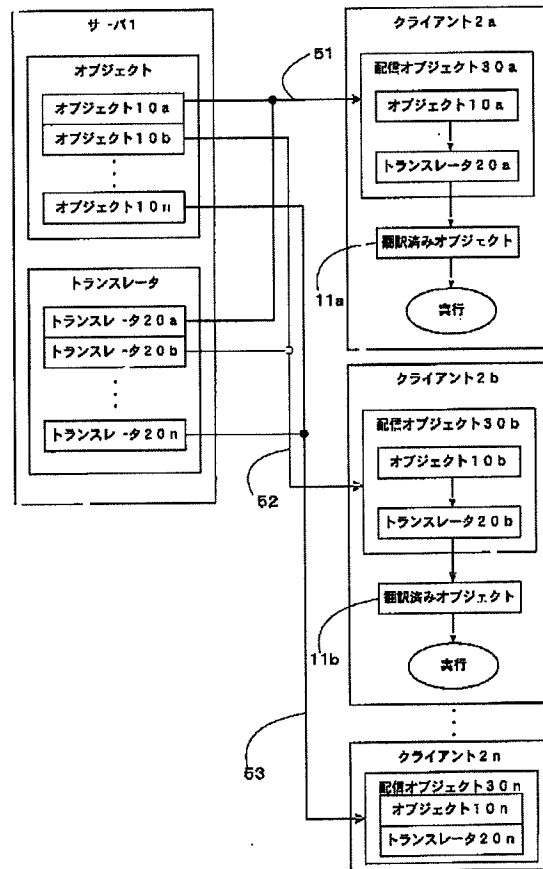 サ-バ1
オブジェクト
オブジェクト10a
オブジェクト10b
オブジェクト10n
トランスレータ
トランスレ-タ20a
トランスレ-タ20b
トランスレ-タ20n
51
52
53
クライアント2a
配信オブジェクト30a
オブジェクト10a
トランスレータ20a
翻訳済みオブジェクト
11a
実行
クライアント2b
配信オブジェクト30b
オブジェクト10b
トランスレータ20b
翻訳済みオブジェクト
11b
実行
クライアント2n
配信オブジェクト30n
オブジェクト10n
トランスレータ20n